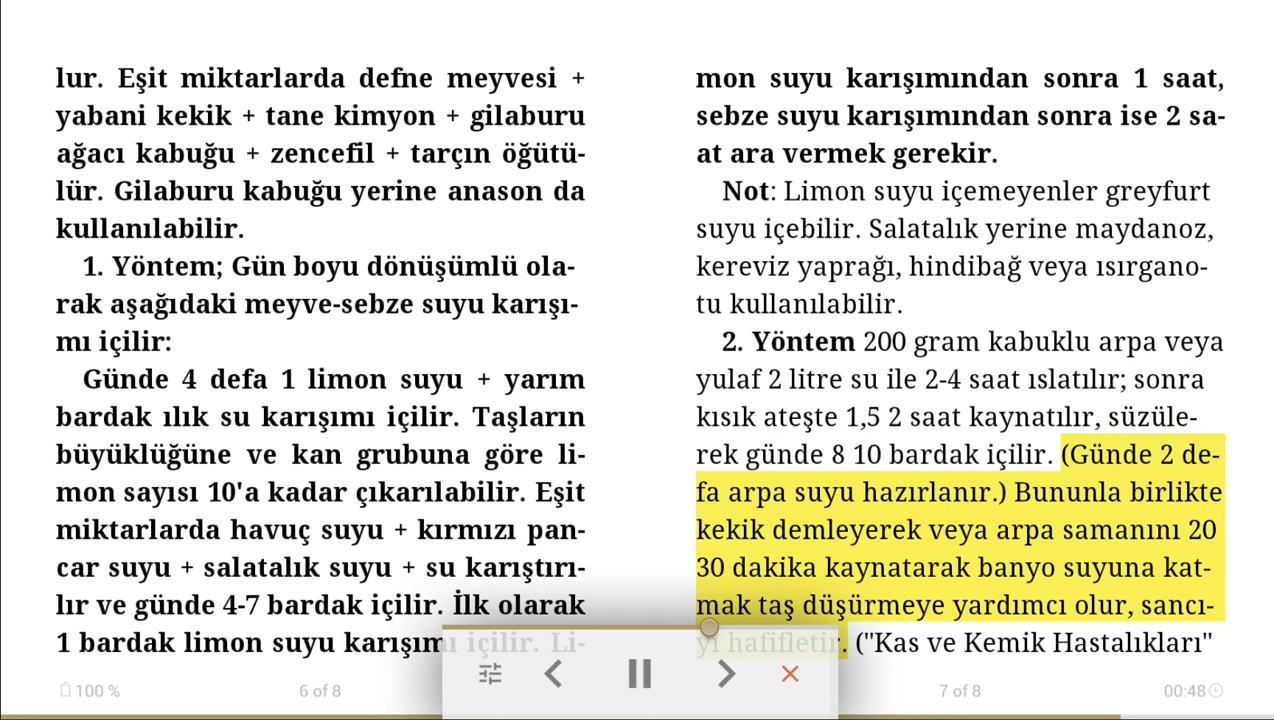 lur. Eşit miktarlarda defne meyvesi +
yabani kekik + tane kimyon + gilaburu
ağacı kabuğu + zencefil + tarçın öğütü-
lür. Gilaburu kabuğu yerine anason da
kullanılabilir.
1. Yöntem; Gün boyu dönüşümlü ola-
rak aşağıdaki meyve-sebze suyu karışı-
mı içilir:
Günde 4 defa 1 limon suyu + yarım
bardak ılık su karışımı içilir. Taşların
büyüklüğüne ve kan grubuna göre li-
mon sayısı 10'a kadar çıkarılabilir. Eşit
miktarlarda havuç suyu + kırmızı pan-
car suyu + salatalık suyu + su karıştırı-
lır ve günde 4-7 bardak içilir. İlk olarak
1 bardak limon suyu karışımı içilir. Li-
mon suyu karışımından sonra 1 saat,
sebze suyu karışımından sonra ise 2 sa-
at ara vermek gerekir.
Not: Limon suyu içemeyenler greyfurt
suyu içebilir. Salatalık yerine maydanoz,
kereviz yaprağı, hindibağ veya ısırgano-
tu kullanılabilir.
2. Yöntem 200 gram kabuklu arpa veya
yulaf 2 litre su ile 2-4 saat ıslatılır; sonra
kısık ateşte 1,5 2 saat kaynatılır, süzüle-
rek günde 8 10 bardak içilir. (Günde 2 de-
fa arpa suyu hazırlanır.) Bununla birlikte
kekik demleyerek veya arpa samanını 20
30 dakika kaynatarak banyo suyuna kat-
mak taş düşürmeye yardımcı olur, sancı-
yı hafifletir. ("Kas ve Kemik Hastalıkları"
100 %
6 of 8
7 of 8
00:48